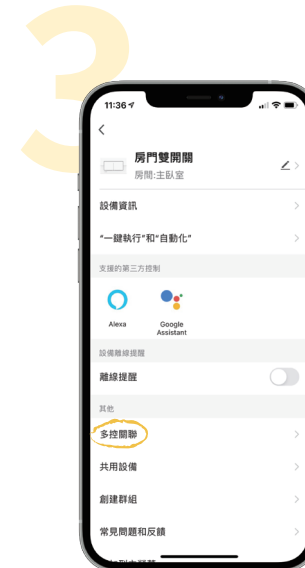 3
11:36
房門雙開關
房間:主臥室
設備資訊
“一鍵執行”和“自動化”
支援的第三方控制
Alexa
Google
Assistant
設備離線提醒
離線提醒
其他
多控關聯
共用設備
創建群組
常見問題和反饋